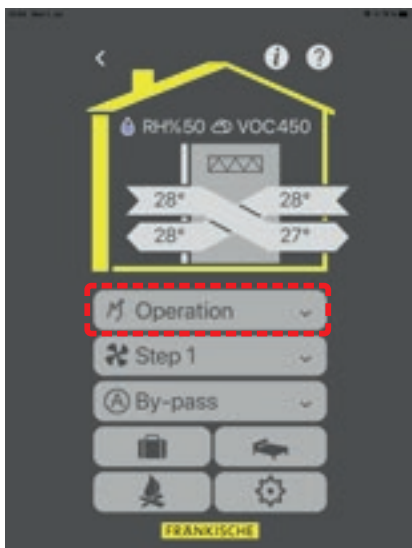 RH%50 VOC450
28° 28°
28° 27°
Operation
Step 1
A By-pass
FRÄNKISCHE